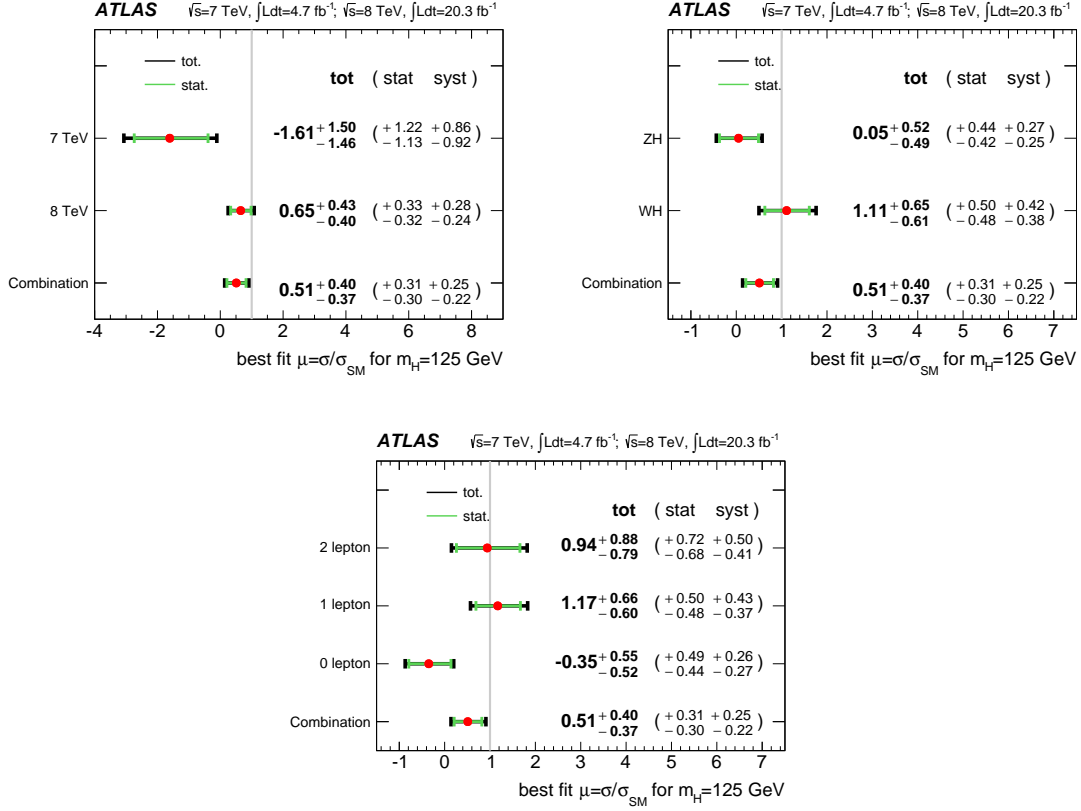 ATLAS √s=7 TeV, ∫Ldt=4.7 fb⁻¹; √s=8 TeV, ∫Ldt=20.3 fb⁻¹
tot.
stat.
tot ( stat syst )
7 TeV -1.61 + 1.50 − 1.46 ( + 1.22 + 0.86 − 1.13 − 0.92 )
8 TeV 0.65 + 0.43 − 0.40 ( + 0.33 + 0.28 − 0.32 − 0.24 )
Combination 0.51 + 0.40 − 0.37 ( + 0.31 + 0.25 − 0.30 − 0.22 )
-4 -2 0 2 4 6 8
best fit μ=σ/σ_SM for m_H=125 GeV
ATLAS √s=7 TeV, ∫Ldt=4.7 fb⁻¹; √s=8 TeV, ∫Ldt=20.3 fb⁻¹
tot.
stat.
tot ( stat syst )
ZH 0.05 + 0.52 − 0.49 ( + 0.44 + 0.27 − 0.42 − 0.25 )
WH 1.11 + 0.65 − 0.61 ( + 0.50 + 0.42 − 0.48 − 0.38 )
Combination 0.51 + 0.40 − 0.37 ( + 0.31 + 0.25 − 0.30 − 0.22 )
-1 0 1 2 3 4 5 6 7
best fit μ=σ/σ_SM for m_H=125 GeV
ATLAS √s=7 TeV, ∫Ldt=4.7 fb⁻¹; √s=8 TeV, ∫Ldt=20.3 fb⁻¹
tot.
stat.
tot ( stat syst )
2 lepton 0.94 + 0.88 − 0.79 ( + 0.72 + 0.50 − 0.68 − 0.41 )
1 lepton 1.17 + 0.66 − 0.60 ( + 0.50 + 0.43 − 0.48 − 0.37 )
0 lepton -0.35 + 0.55 − 0.52 ( + 0.49 + 0.26 − 0.44 − 0.27 )
Combination 0.51 + 0.40 − 0.37 ( + 0.31 + 0.25 − 0.30 − 0.22 )
-1 0 1 2 3 4 5 6 7
best fit μ=σ/σ_SM for m_H=125 GeV